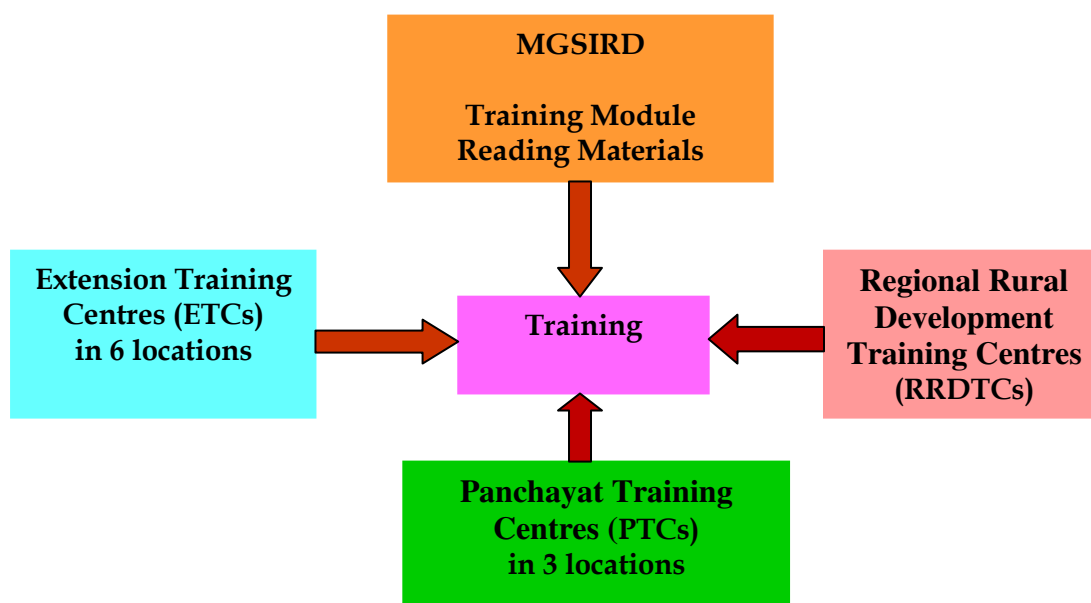 MGSIRD
Training Module
Reading Materials
Extension Training
Centres (ETCs)
in 6 locations
Training
Regional Rural
Development
Training Centres
(RRDTCs)
Panchayat Training
Centres (PTCs)
in 3 locations